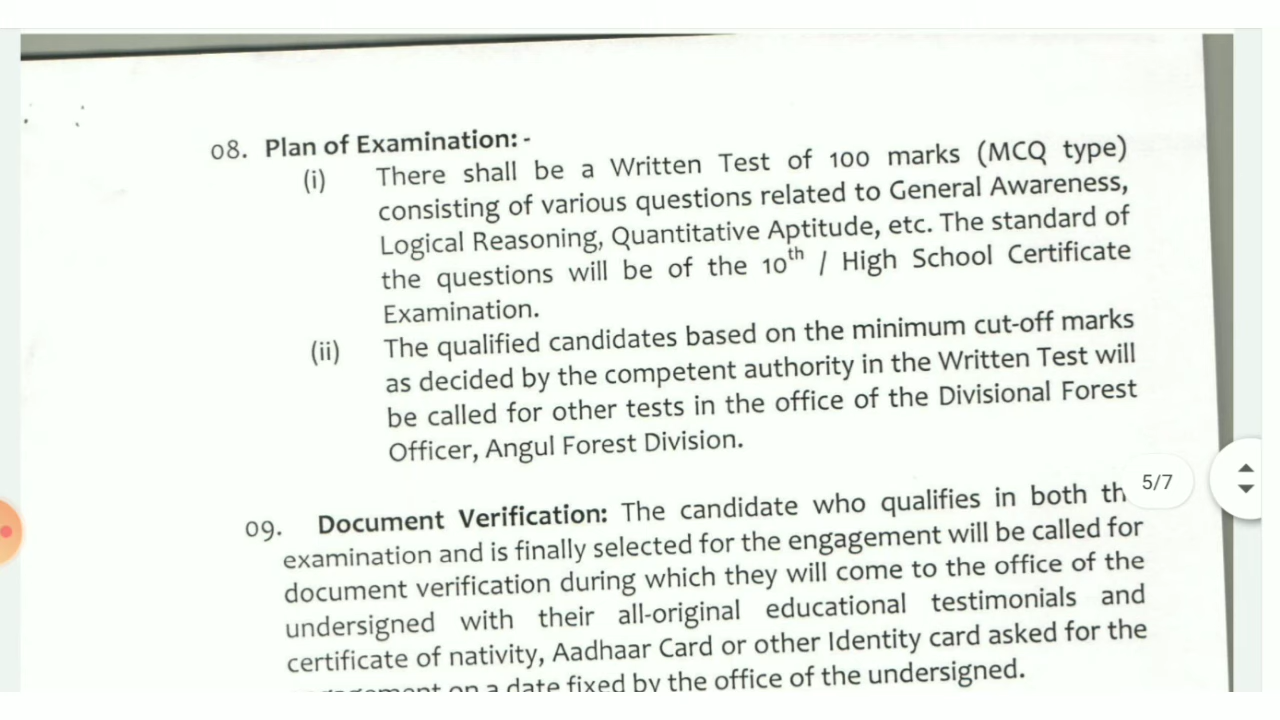 08. Plan of Examination: -
(i) There shall be a Written Test of 100 marks (MCQ type)
consisting of various questions related to General Awareness,
Logical Reasoning, Quantitative Aptitude, etc. The standard of
the questions will be of the 10th / High School Certificate
Examination.
(ii) The qualified candidates based on the minimum cut-off marks
as decided by the competent authority in the Written Test will
be called for other tests in the office of the Divisional Forest
Officer, Angul Forest Division.
5/7
09. Document Verification: The candidate who qualifies in both
examination and is finally selected for the engagement will be called for
document verification during which they will come to the office of the
undersigned with their all-original educational testimonials and
certificate of nativity, Aadhaar Card or other Identity card asked for the
on a date fixed by the office of the undersigned.